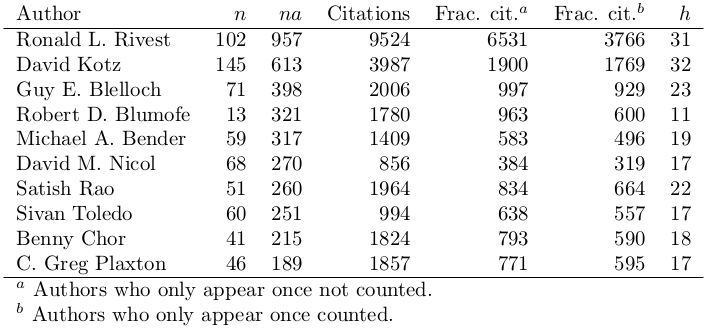 Author n na Citations Frac. cit.a Frac. cit.b h
Ronald L. Rivest 102 957 9524 6531 3766 31
David Kotz 145 613 3987 1900 1769 32
Guy E. Blelloch 71 398 2006 997 929 23
Robert D. Blumofe 13 321 1780 963 600 11
Michael A. Bender 59 317 1409 583 496 19
David M. Nicol 68 270 856 384 319 17
Satish Rao 51 260 1964 834 664 22
Sivan Toledo 60 251 994 638 557 17
Benny Chor 41 215 1824 793 590 18
C. Greg Plaxton 46 189 1857 771 595 17
a Authors who only appear once not counted.
b Authors who only appear once counted.